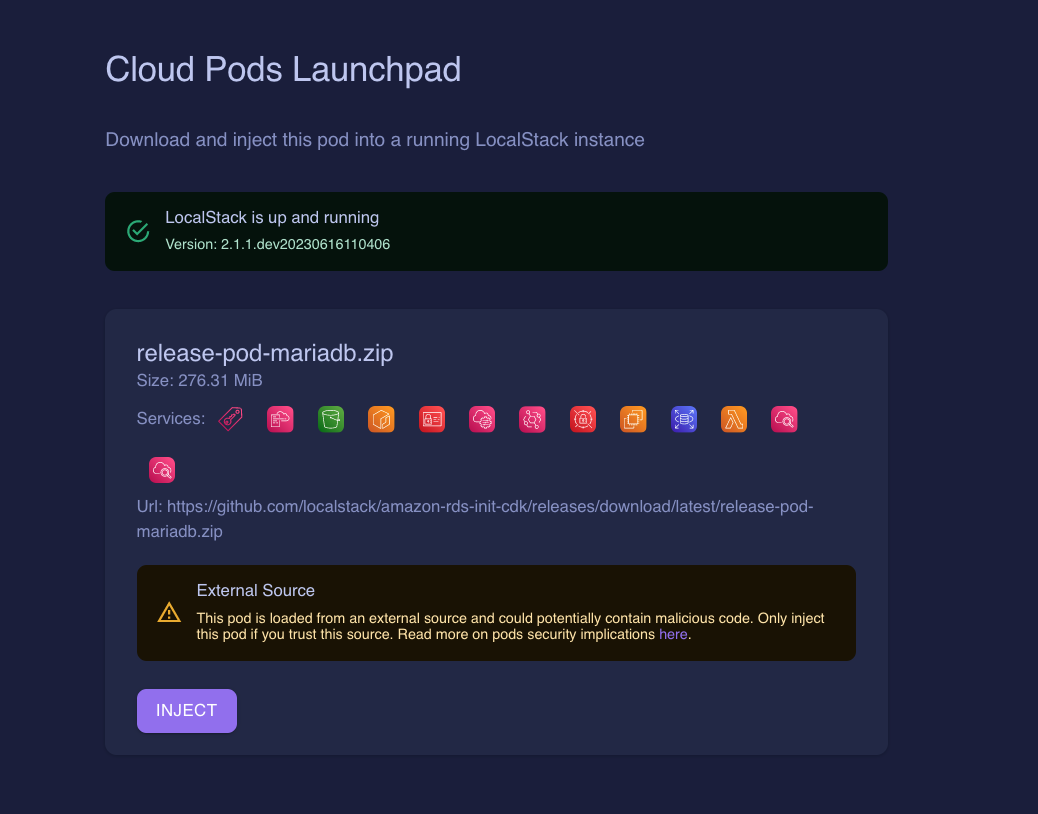 Cloud Pods Launchpad
Download and inject this pod into a running LocalStack instance
LocalStack is up and running
Version: 2.1.1.dev20230616110406
release-pod-mariadb.zip
Size: 276.31 MiB
Services:
Url: https://github.com/localstack/amazon-rds-init-cdk/releases/download/latest/release-pod-
mariadb.zip
External Source
This pod is loaded from an external source and could potentially contain malicious code. Only inject
this pod if you trust this source. Read more on pods security implications here.
INJECT